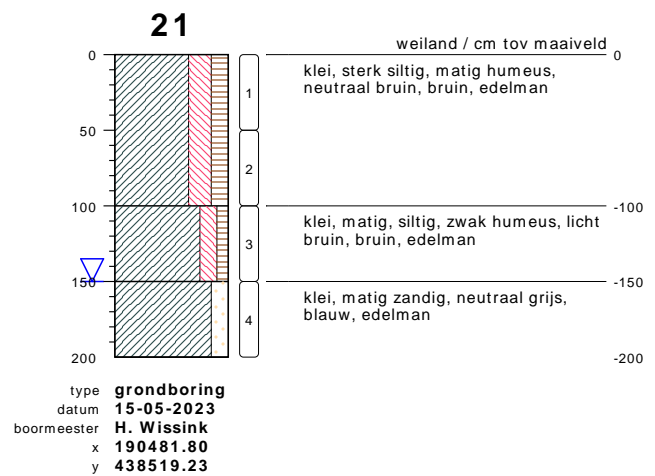 21
weiland / cm tov maaiveld
0
0
klei, sterk siltig, matig humeus,
neutraal bruin, bruin, edelman
1
50
2
100
-100
klei, matig, siltig, zwak humeus, licht
bruin, bruin, edelman
3
150
-150
klei, matig zandig, neutraal grijs,
blauw, edelman
4
200
-200
type grondboring
datum 15-05-2023
boormeester H. Wissink
x 190481.80
y 438519.23